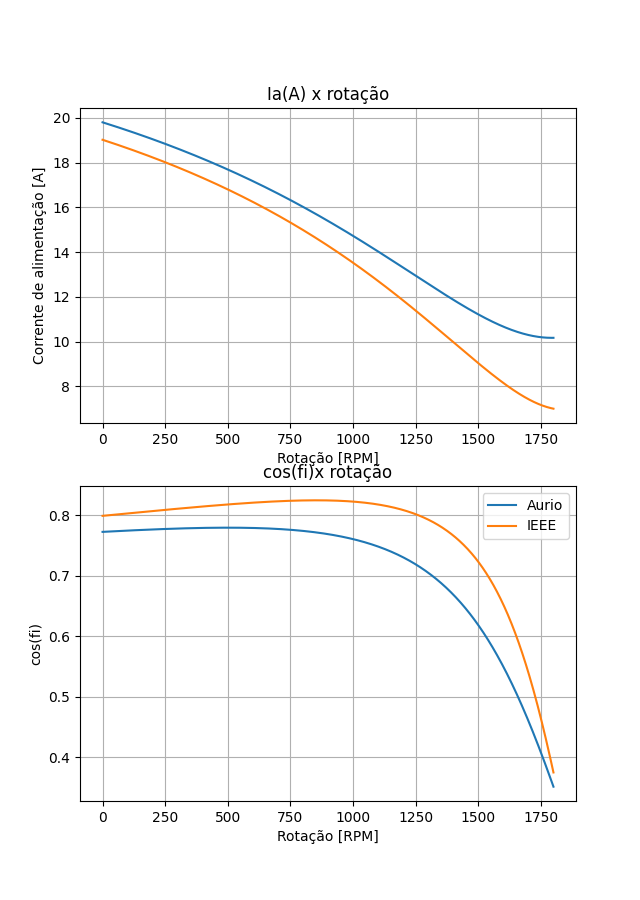 Ia(A) x rotação
Corrente de alimentação [A]
20
18
16
14
12
10
8
0 250 500 750 1000 1250 1500 1750
Rotação [RPM]
cos(fi)x rotação
cos(fi)
0.8
0.7
0.6
0.5
0.4
Aurio
IEEE
0 250 500 750 1000 1250 1500 1750
Rotação [RPM]